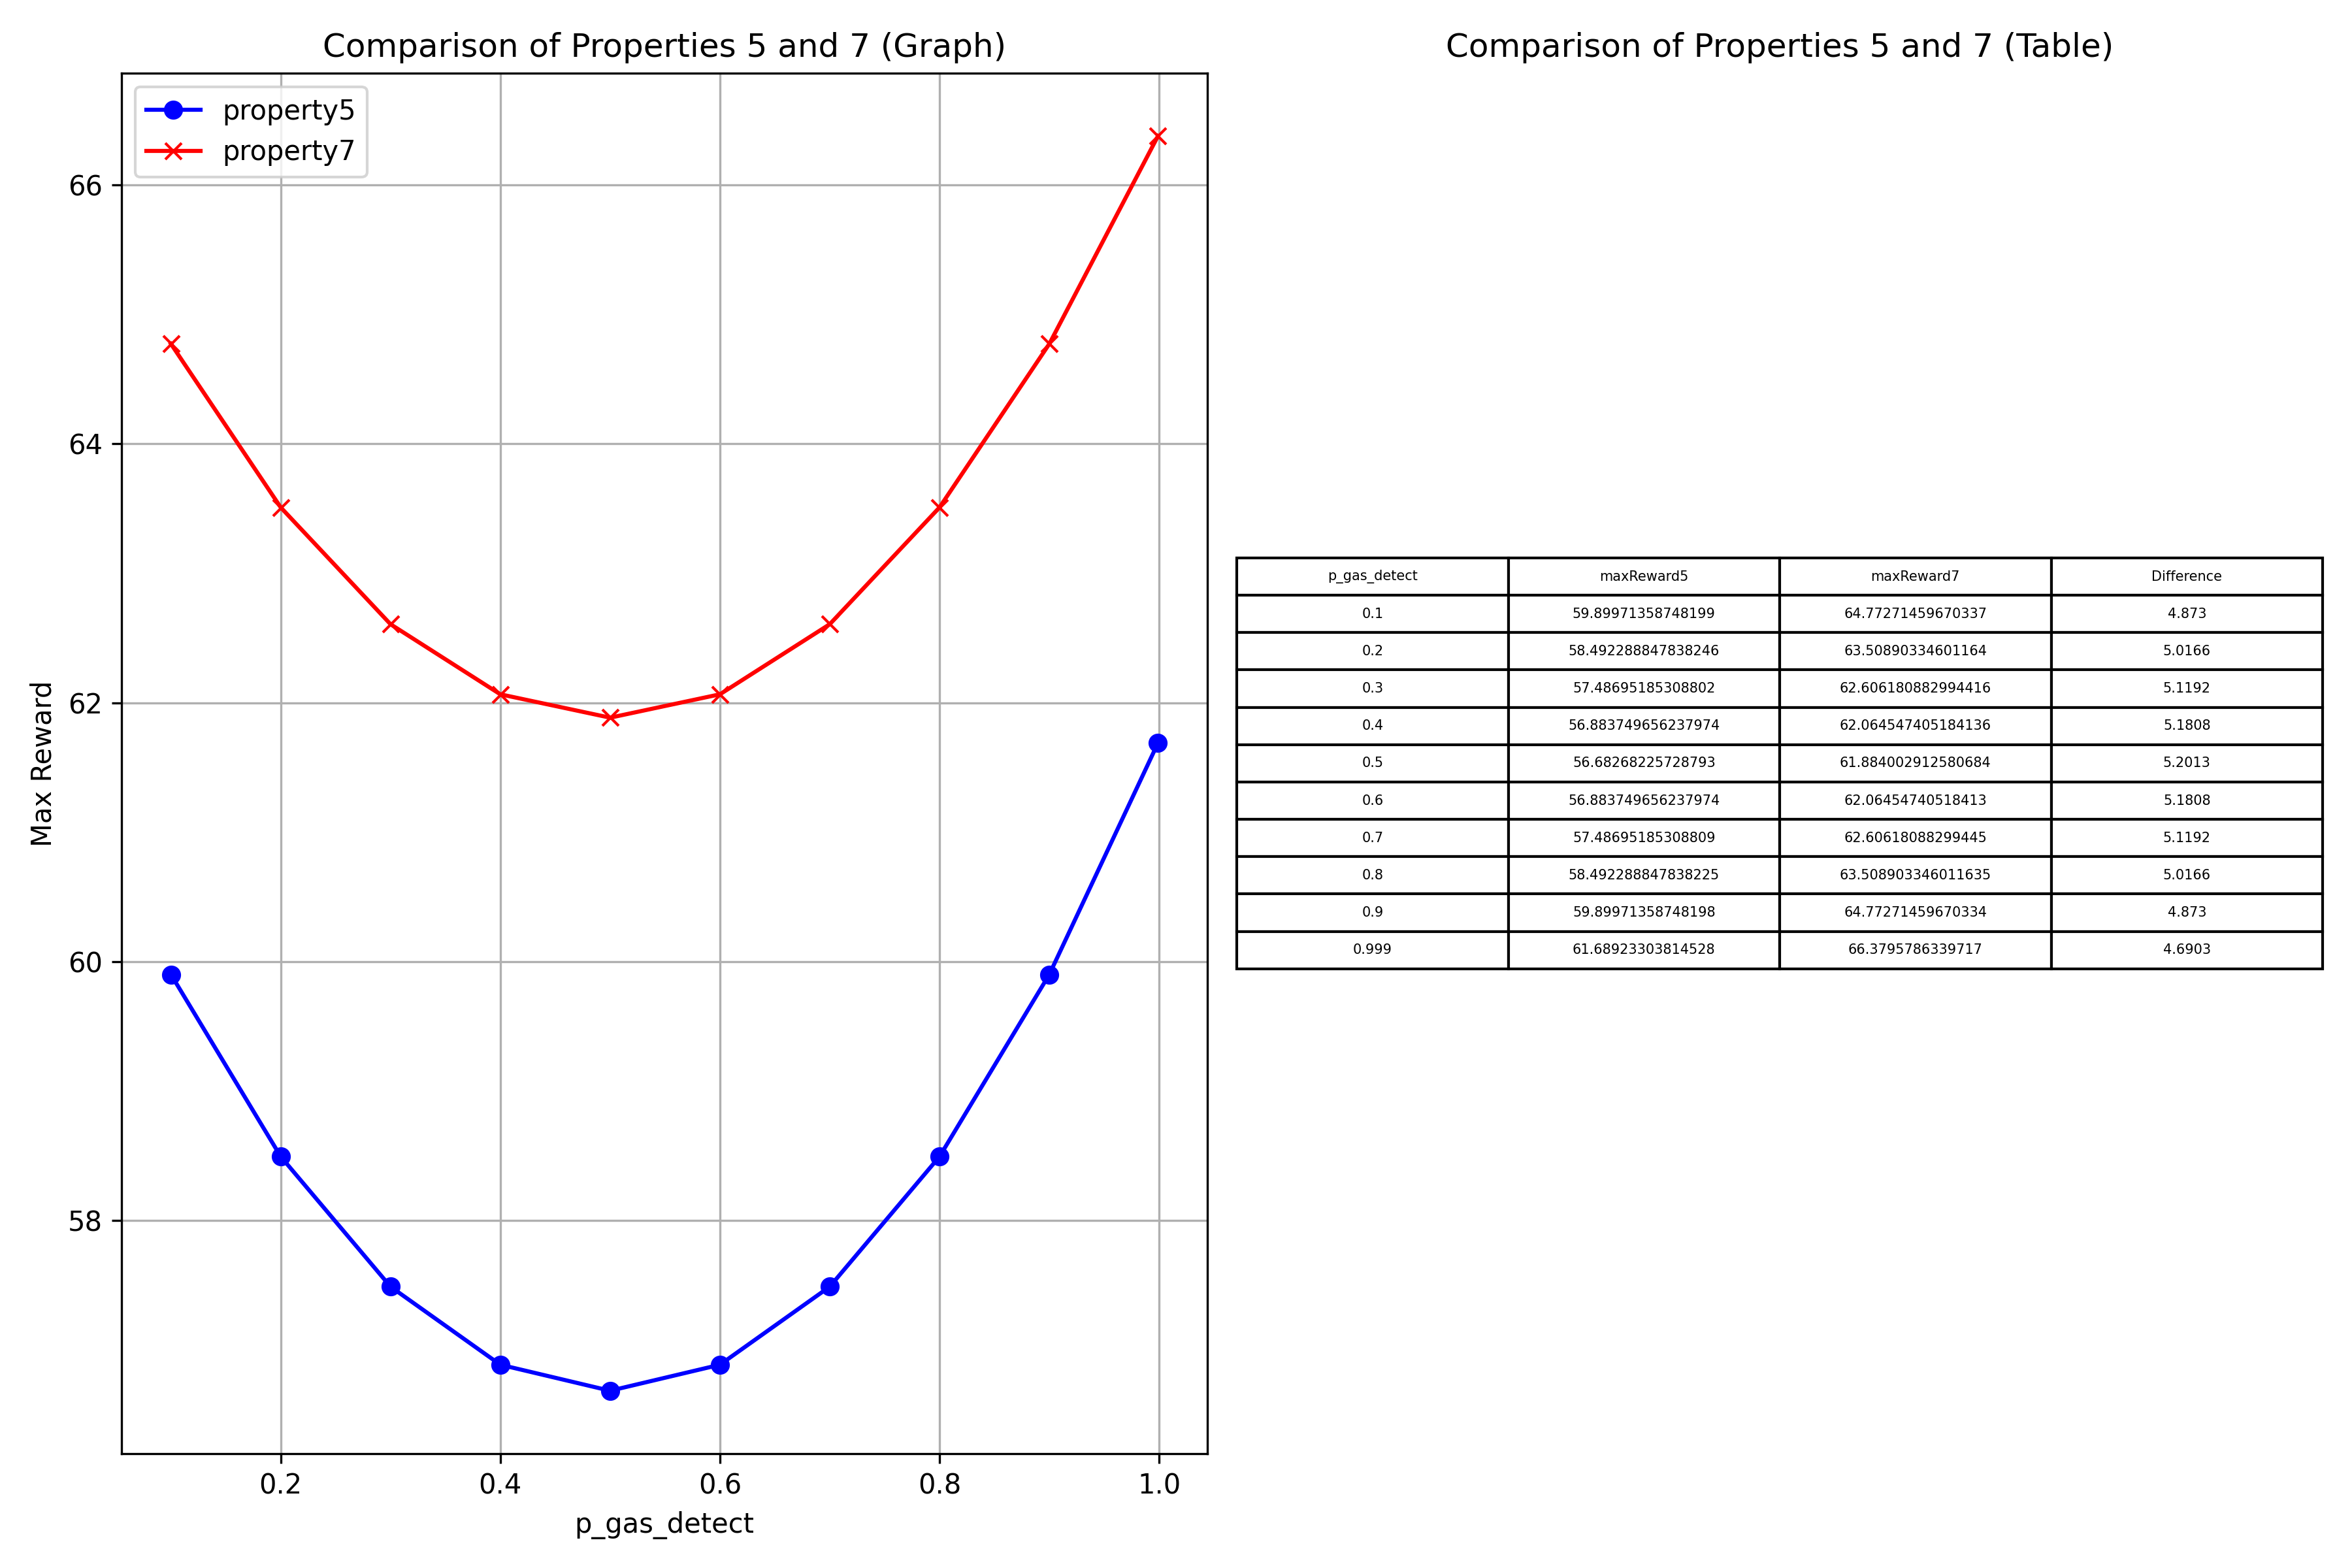 Comparison of Properties 5 and 7 (Graph)
property5
property7
66
64
62
60
58
Max Reward
0.2 0.4 0.6 0.8 1.0
p_gas_detect
Comparison of Properties 5 and 7 (Table)
p_gas_detect maxReward5 maxReward7 Difference
0.1 59.89971358748199 64.77271459670337 4.873
0.2 58.492288847838246 63.50890334601164 5.0166
0.3 57.48695185308802 62.606180882994416 5.1192
0.4 56.883749656237974 62.064547405184136 5.1808
0.5 56.68268225728793 61.884002912580684 5.2013
0.6 56.883749656237974 62.06454740518413 5.1808
0.7 57.48695185308809 62.60618088299445 5.1192
0.8 58.492288847838225 63.508903346011635 5.0166
0.9 59.89971358748198 64.77271459670334 4.873
0.999 61.68923303814528 66.3795786339717 4.6903